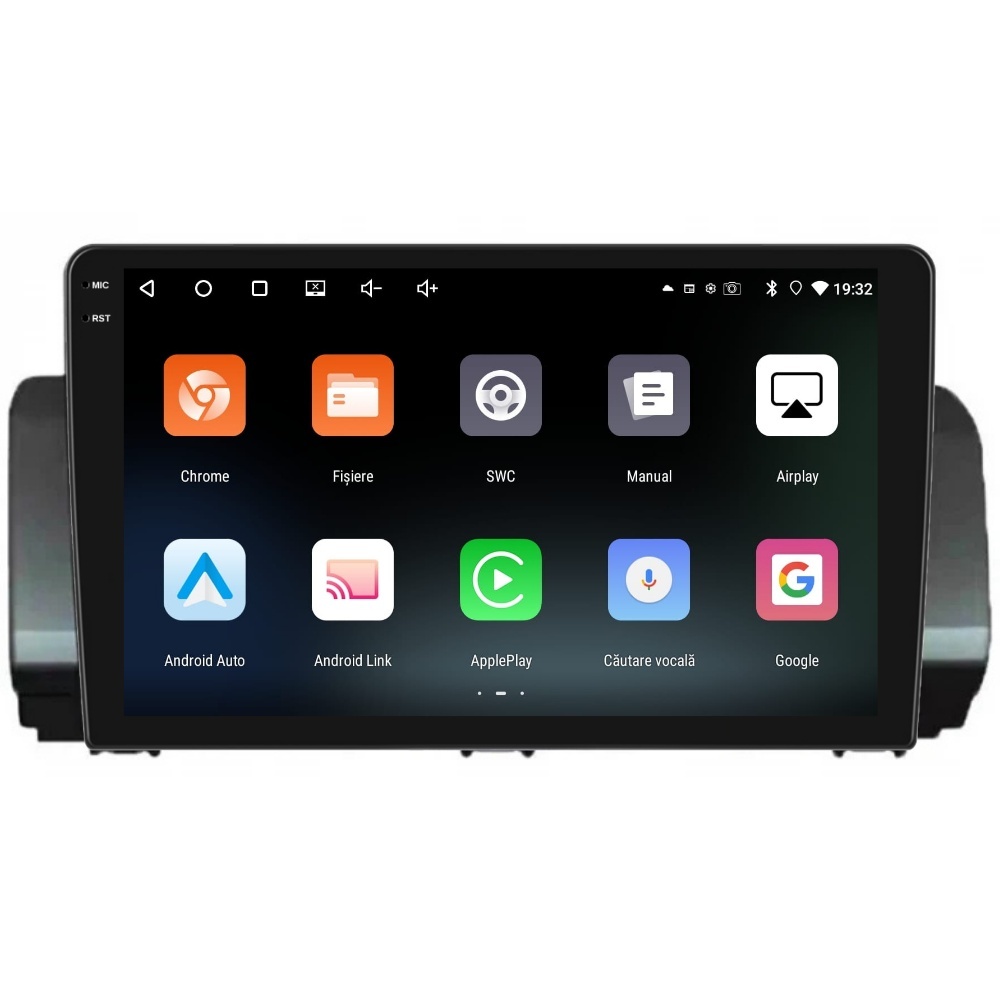 MIC
RST
19:32
Chrome
Fișiere
SWC
Manual
Airplay
Android Auto
Android Link
ApplePlay
Căutare vocală
Google